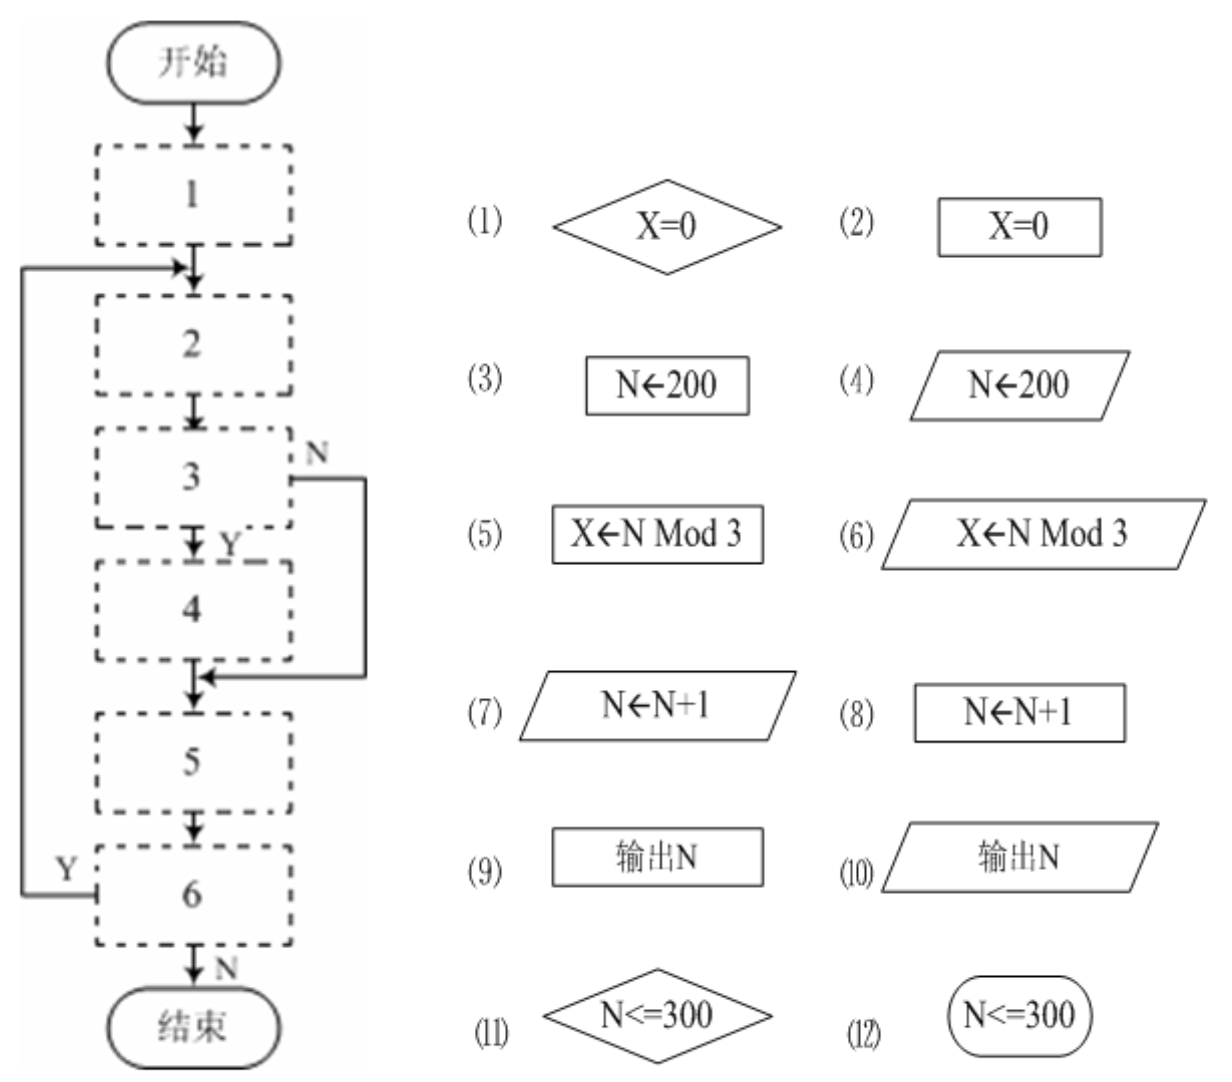 开始
1
2
3
N
Y
4
5
Y
6
N
结束
(1) X=0
(2) X=0
(3) N←200
(4) N←200
(5) X←N Mod 3
(6) X←N Mod 3
(7) N←N+1
(8) N←N+1
(9) 输出N
(10) 输出N
(11) N<=300
(12) N<=300